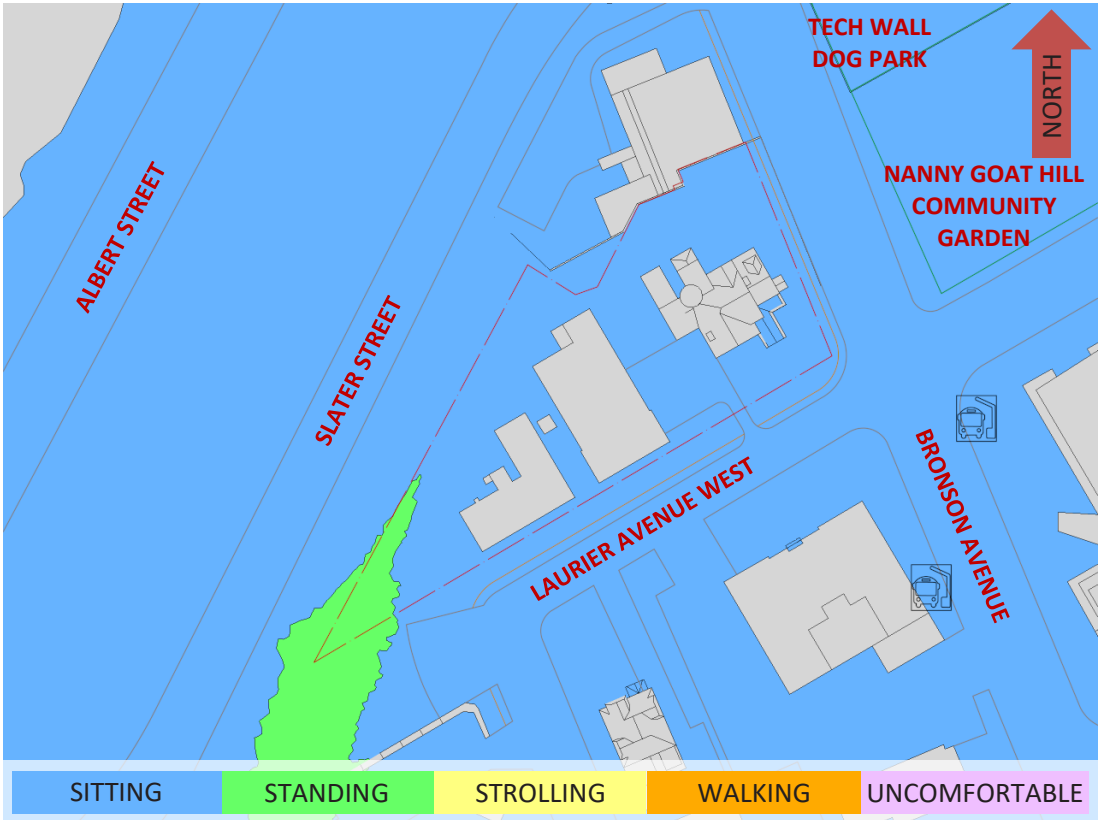 TECH WALL
DOG PARK
NORTH
NANNY GOAT HILL
COMMUNITY
GARDEN
ALBERT STREET
SLATER STREET
LAURIER AVENUE WEST
BRONSON AVENUE
SITTING
STANDING
STROLLING
WALKING
UNCOMFORTABLE